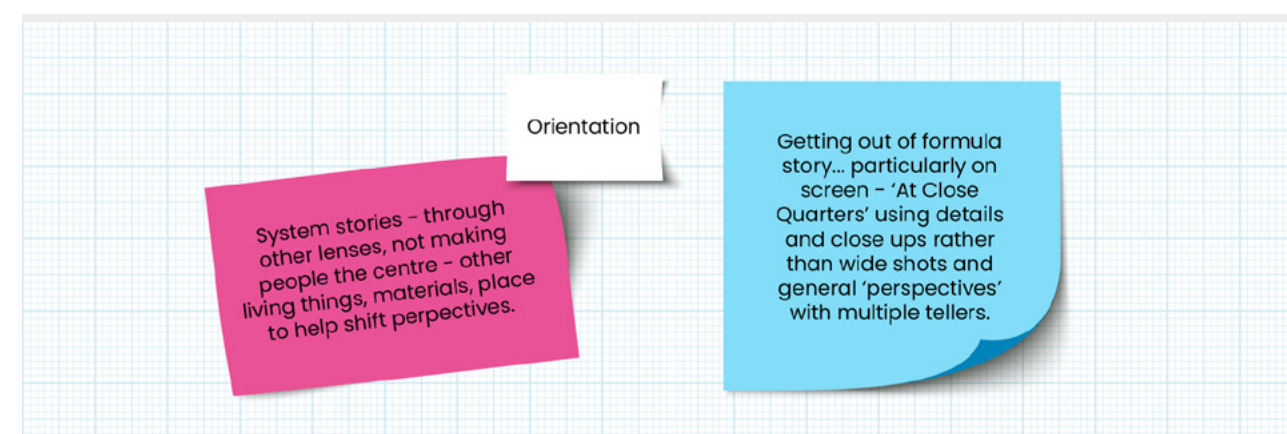 Orientation
System stories – through
other lenses, not making
people the centre – other
living things, materials, place
to help shift perpectives.
Getting out of formula
story... particularly on
screen – ‘At Close
Quarters’ using details
and close ups rather
than wide shots and
general ‘perspectives’
with multiple tellers.